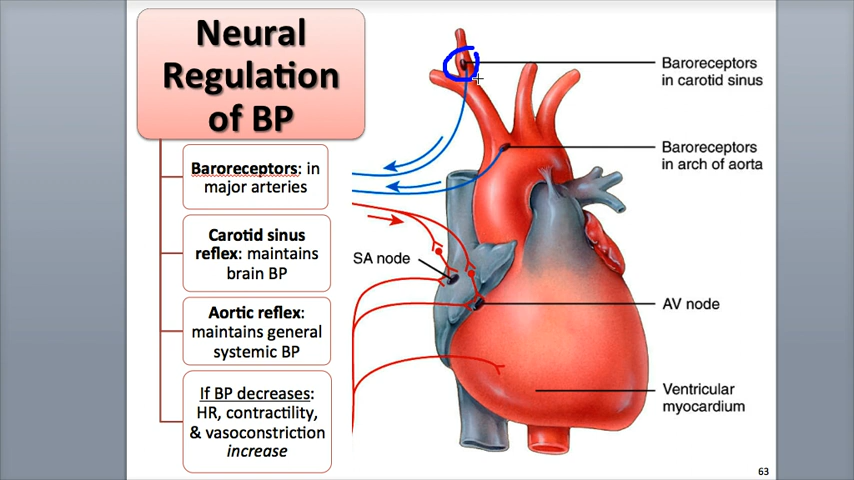 Neural
Regulation
of BP
Baroreceptors: in
major arteries
Carotid sinus
reflex: maintains
brain BP
Aortic reflex:
maintains general
systemic BP
If BP decreases:
HR, contractility,
& vasoconstriction
increase
Baroreceptors
in carotid sinus
Baroreceptors
in arch of aorta
SA node
AV node
Ventricular
myocardium
63